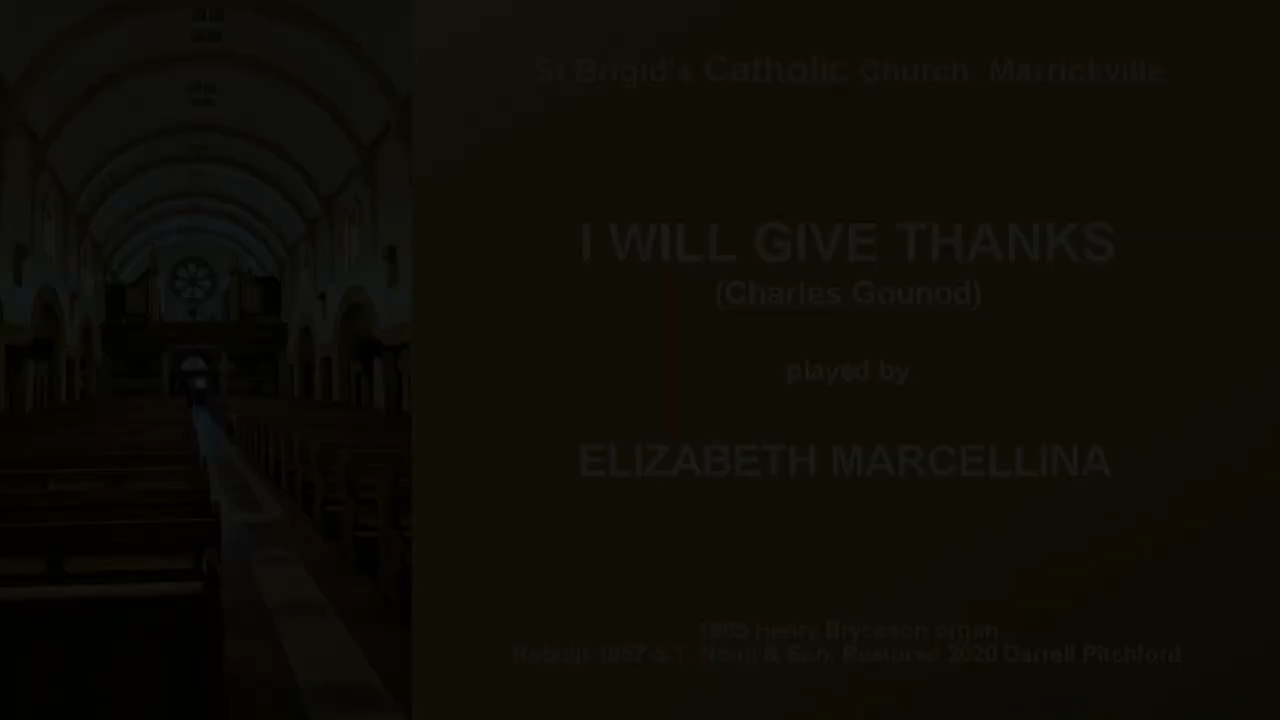 St Brigid's Catholic Church, Marrickville
I WILL GIVE THANKS
(Charles Gounod)
played by
ELIZABETH MARCELLINA
Bryceson organ
& Son. Restored 2020 Darrell Pitchford